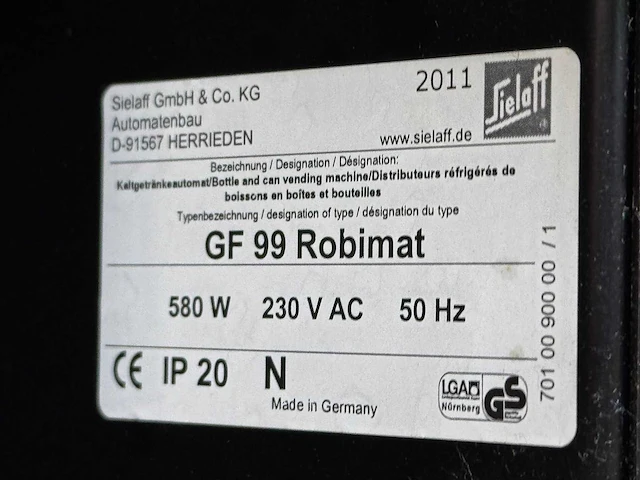 Sielaff GmbH & Co. KG
Automatenbau
D-91567 HERRIEDEN
2011
Sielaff
www.sielaff.de
Bezeichnung / Designation / Désignation:
Kaltgetränkeautomat/Bottle and can vending machine/Distributeurs réfrigérés de
boissons en boîtes et bouteilles
Typenbezeichnung / designation of type / désignation du type
GF 99 Robimat
580 W 230 V AC 50 Hz
CE IP 20 N
Made in Germany
LGA
Nürnberg
GS
701 00 900 00 / 1